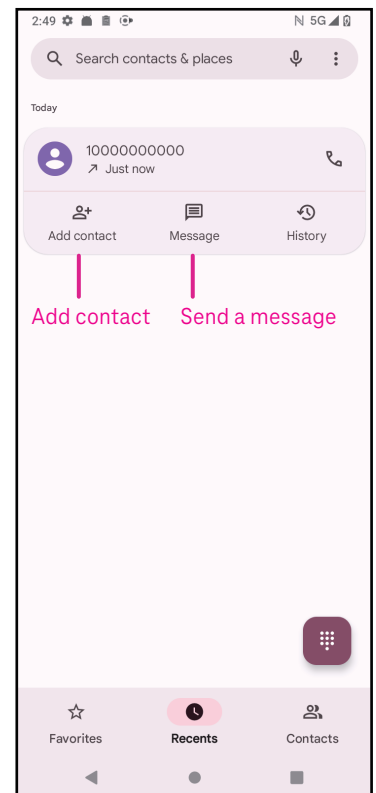 2:49 5G
Search contacts & places
Today
10000000000
Just now
Add contact Message History
Add contact Send a message
Favorites Recents Contacts